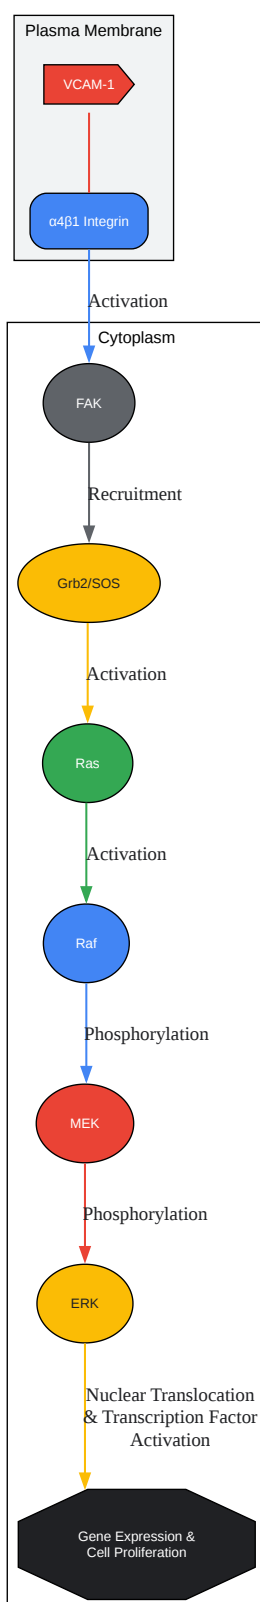 Plasma Membrane
VCAM-1
α4β1 Integrin
Activation
Cytoplasm
FAK
Recruitment
Grb2/SOS
Activation
Ras
Activation
Raf
Phosphorylation
MEK
Phosphorylation
ERK
Nuclear Translocation
& Transcription Factor
Activation
Gene Expression &
Cell Proliferation